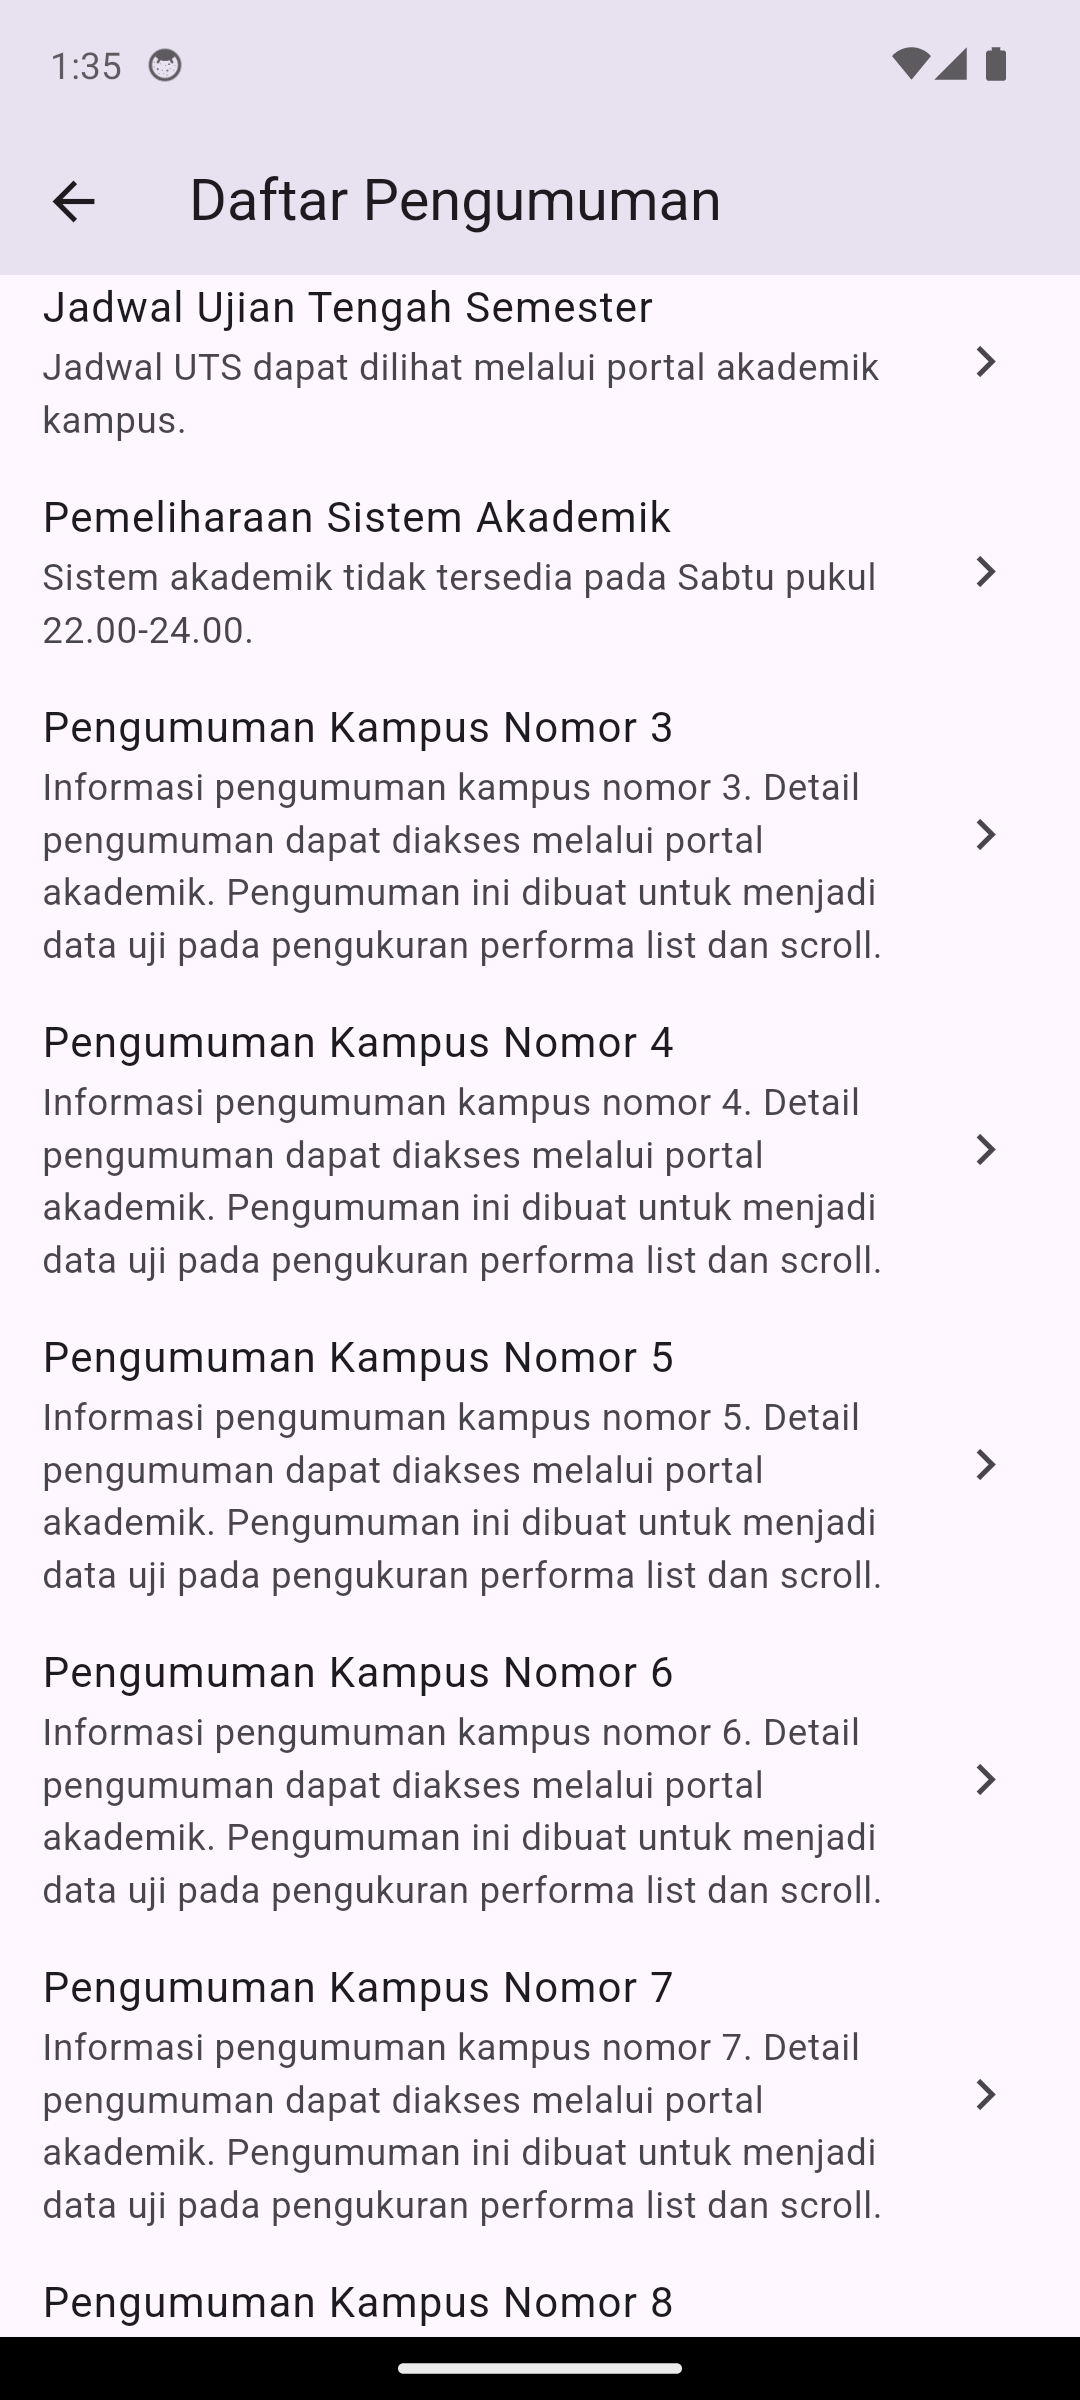 1:35
Daftar Pengumuman
Jadwal Ujian Tengah Semester
Jadwal UTS dapat dilihat melalui portal akademik
kampus.
Pemeliharaan Sistem Akademik
Sistem akademik tidak tersedia pada Sabtu pukul
22.00-24.00.
Pengumuman Kampus Nomor 3
Informasi pengumuman kampus nomor 3. Detail
pengumuman dapat diakses melalui portal
akademik. Pengumuman ini dibuat untuk menjadi
data uji pada pengukuran performa list dan scroll.
Pengumuman Kampus Nomor 4
Informasi pengumuman kampus nomor 4. Detail
pengumuman dapat diakses melalui portal
akademik. Pengumuman ini dibuat untuk menjadi
data uji pada pengukuran performa list dan scroll.
Pengumuman Kampus Nomor 5
Informasi pengumuman kampus nomor 5. Detail
pengumuman dapat diakses melalui portal
akademik. Pengumuman ini dibuat untuk menjadi
data uji pada pengukuran performa list dan scroll.
Pengumuman Kampus Nomor 6
Informasi pengumuman kampus nomor 6. Detail
pengumuman dapat diakses melalui portal
akademik. Pengumuman ini dibuat untuk menjadi
data uji pada pengukuran performa list dan scroll.
Pengumuman Kampus Nomor 7
Informasi pengumuman kampus nomor 7. Detail
pengumuman dapat diakses melalui portal
akademik. Pengumuman ini dibuat untuk menjadi
data uji pada pengukuran performa list dan scroll.
Pengumuman Kampus Nomor 8